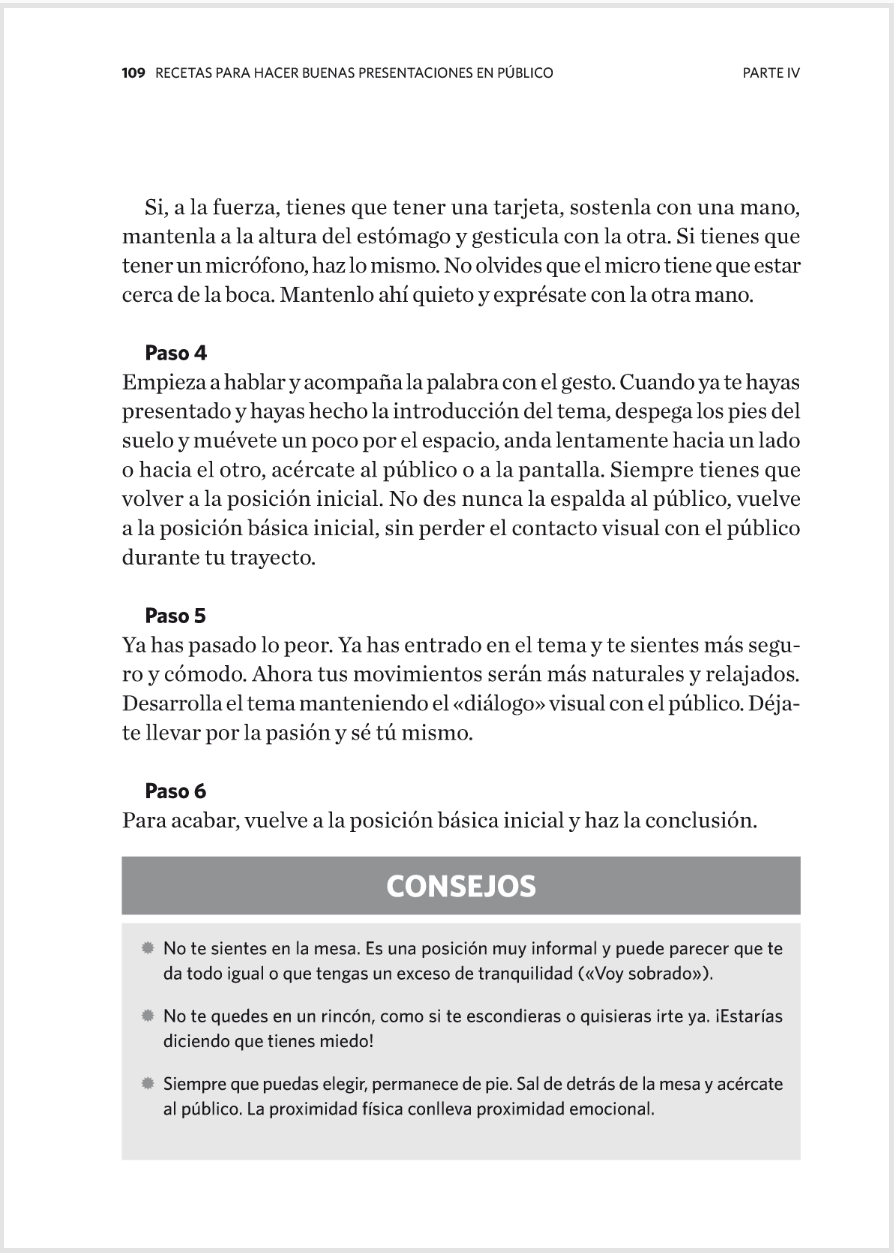 109 RECETAS PARA HACER BUENAS PRESENTACIONES EN PÚBLICO PARTE IV
Si, a la fuerza, tienes que tener una tarjeta, sostenla con una mano,
mantenla a la altura del estómago y gesticula con la otra. Si tienes que
tener un micrófono, haz lo mismo. No olvides que el micro tiene que estar
cerca de la boca. Mantenlo ahí quieto y exprésate con la otra mano.
Paso 4
Empieza a hablar y acompaña la palabra con el gesto. Cuando ya te hayas
presentado y hayas hecho la introducción del tema, despega los pies del
suelo y muévete un poco por el espacio, anda lentamente hacia un lado
o hacia el otro, acércate al público o a la pantalla. Siempre tienes que
volver a la posición inicial. No des nunca la espalda al público, vuelve
a la posición básica inicial, sin perder el contacto visual con el público
durante tu trayecto.
Paso 5
Ya has pasado lo peor. Ya has entrado en el tema y te sientes más segu-
ro y cómodo. Ahora tus movimientos serán más naturales y relajados.
Desarrolla el tema manteniendo el «diálogo» visual con el público. Déja-
te llevar por la pasión y sé tú mismo.
Paso 6
Para acabar, vuelve a la posición básica inicial y haz la conclusión.
CONSEJOS
No te sientes en la mesa. Es una posición muy informal y puede parecer que te
da todo igual o que tengas un exceso de tranquilidad («Voy sobrado»).
No te quedes en un rincón, como si te escondieras o quisieras irte ya. ¡Estarías
diciendo que tienes miedo!
Siempre que puedas elegir, permanece de pie. Sal de detrás de la mesa y acércate
al público. La proximidad física conlleva proximidad emocional.